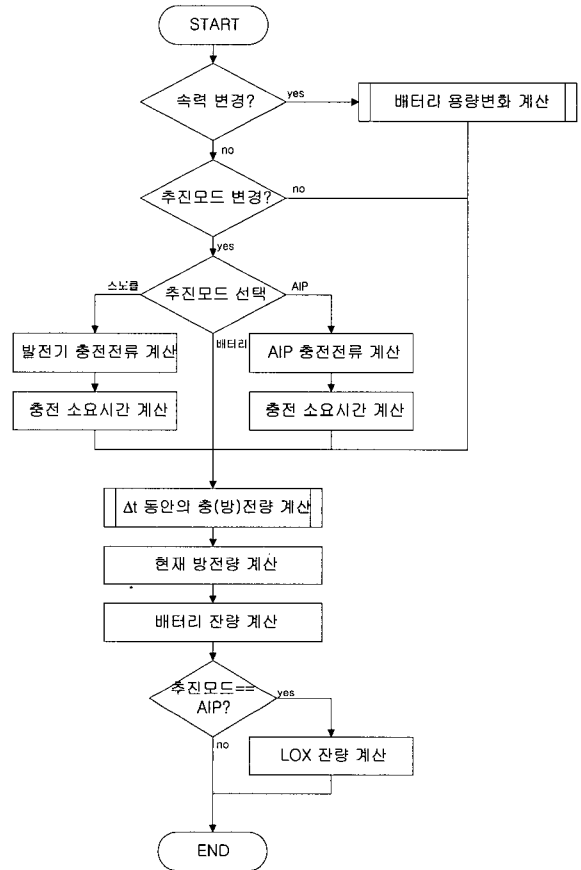 START
속력 변경?
yes
배터리 용량변화 계산
no
추진모드 변경?
no
yes
스노클
추진모드 선택
AIP
발전기 충전전류 계산
배터리
AIP 충전전류 계산
충전 소요시간 계산
충전 소요시간 계산
Δt 동안의 충(방)전량 계산
현재 방전량 계산
배터리 잔량 계산
추진모드==
AIP?
yes
no
LOX 잔량 계산
END